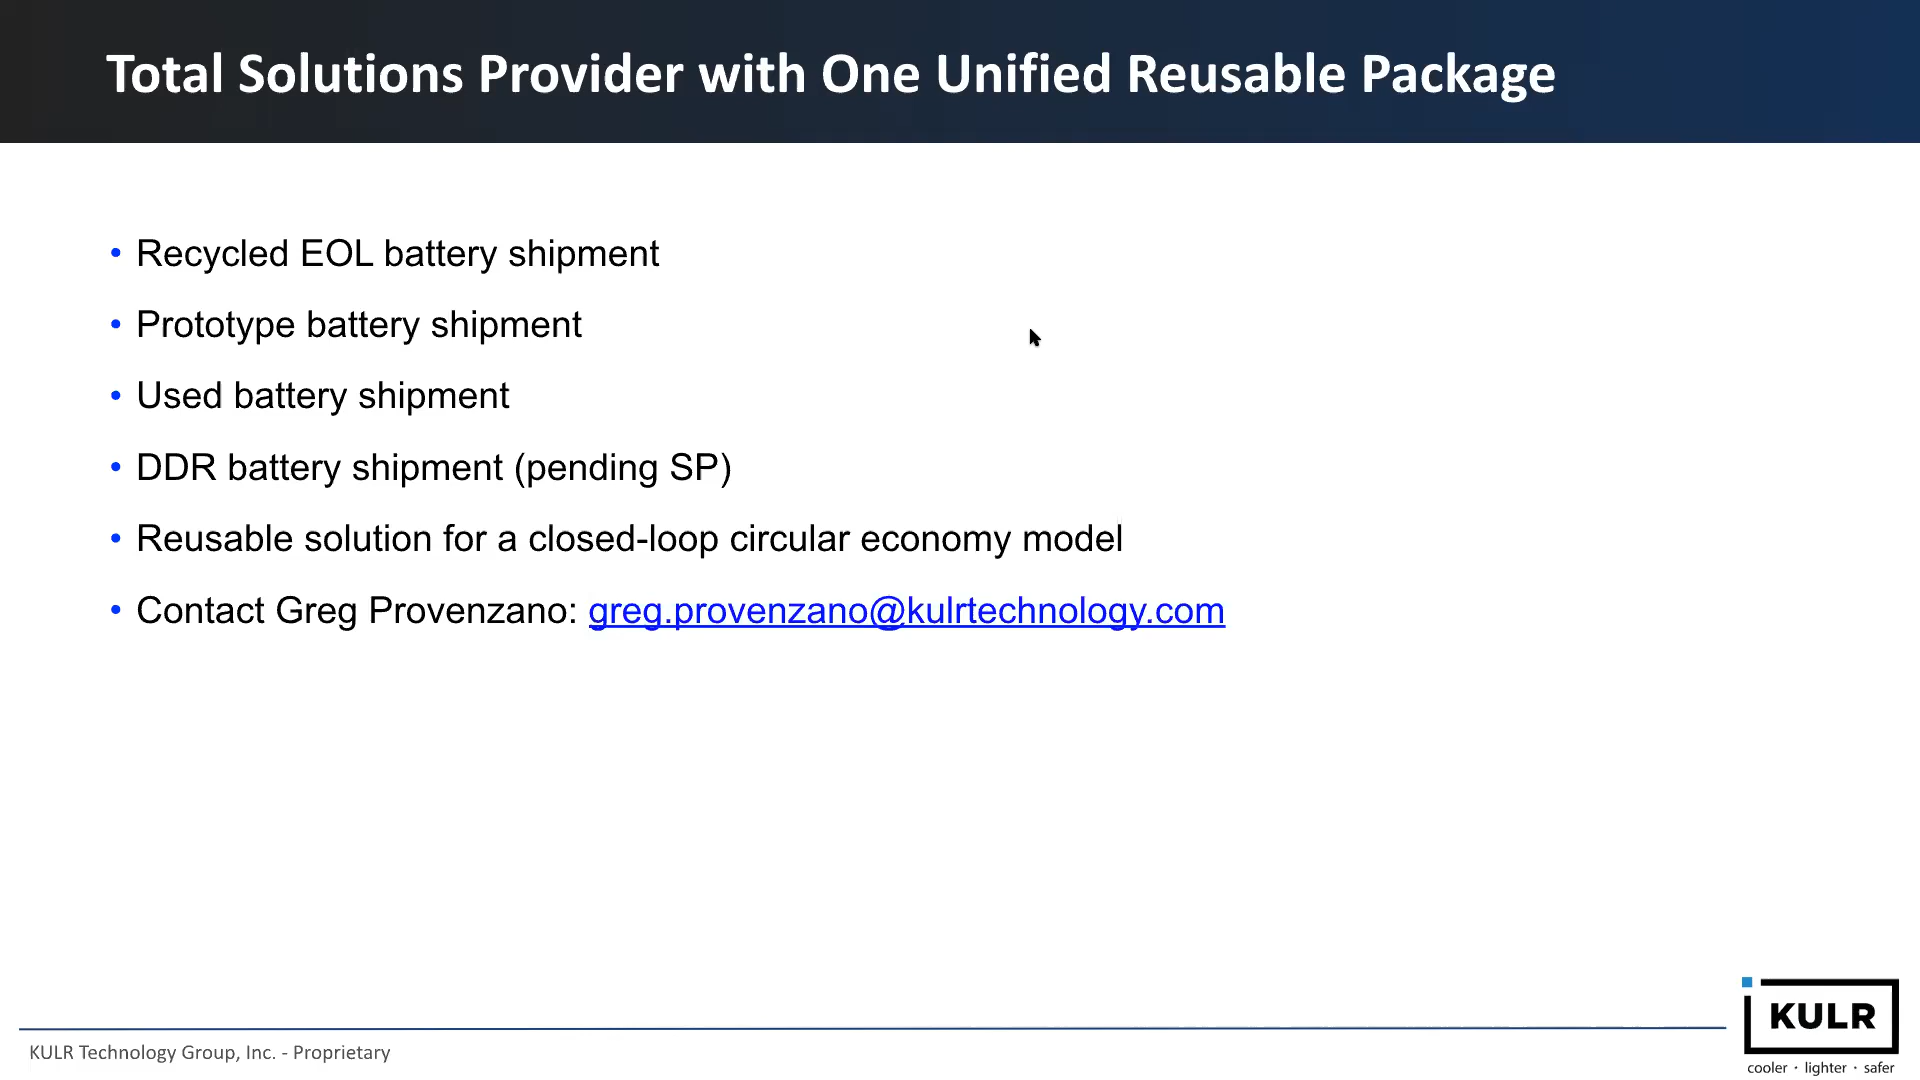 Total Solutions Provider with One Unified Reusable Package
• Recycled EOL battery shipment
• Prototype battery shipment
• Used battery shipment
• DDR battery shipment (pending SP)
• Reusable solution for a closed-loop circular economy model
• Contact Greg Provenzano: greg.provenzano@kulrtechnology.com
KULR Technology Group, Inc. - Proprietary
KULR
cooler · lighter · safer